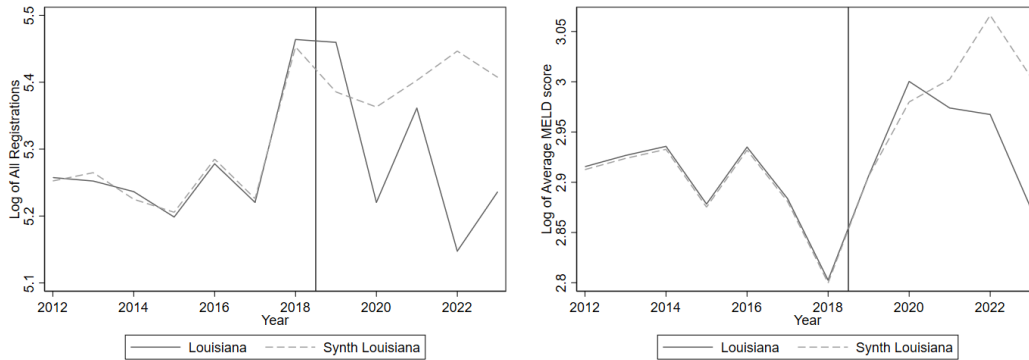 Log of All Registrations
5.5
5.4
5.3
5.2
5.1
2012 2014 2016 2018 2020 2022
Year
Louisiana Synth Louisiana
Log of Average MELD score
3.05
3
2.95
2.9
2.85
2.8
2012 2014 2016 2018 2020 2022
Year
Louisiana Synth Louisiana